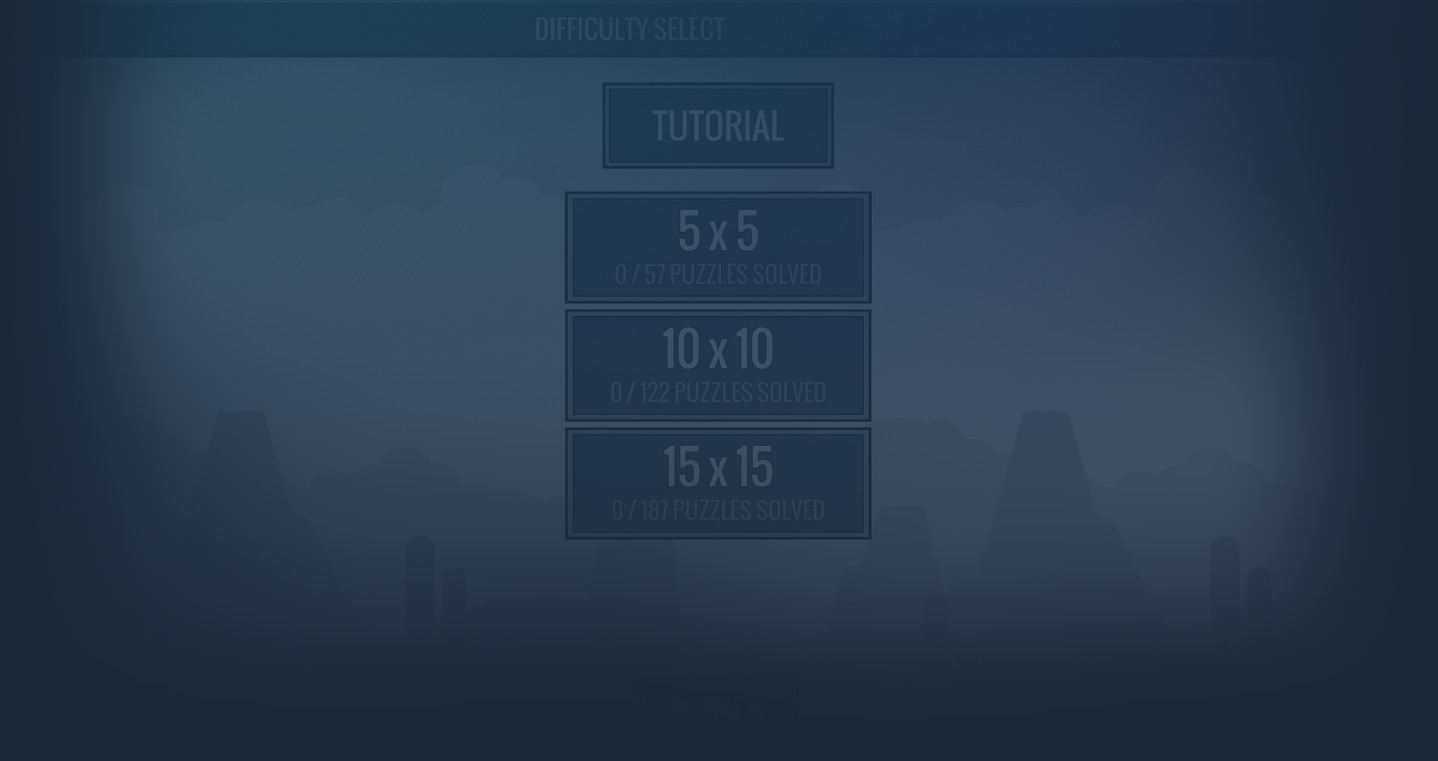 DIFFICULTY SELECT
TUTORIAL
5 x 5
0 / 57 PUZZLES SOLVED
10 x 10
0 / 122 PUZZLES SOLVED
15 x 15
0 / 187 PUZZLES SOLVED